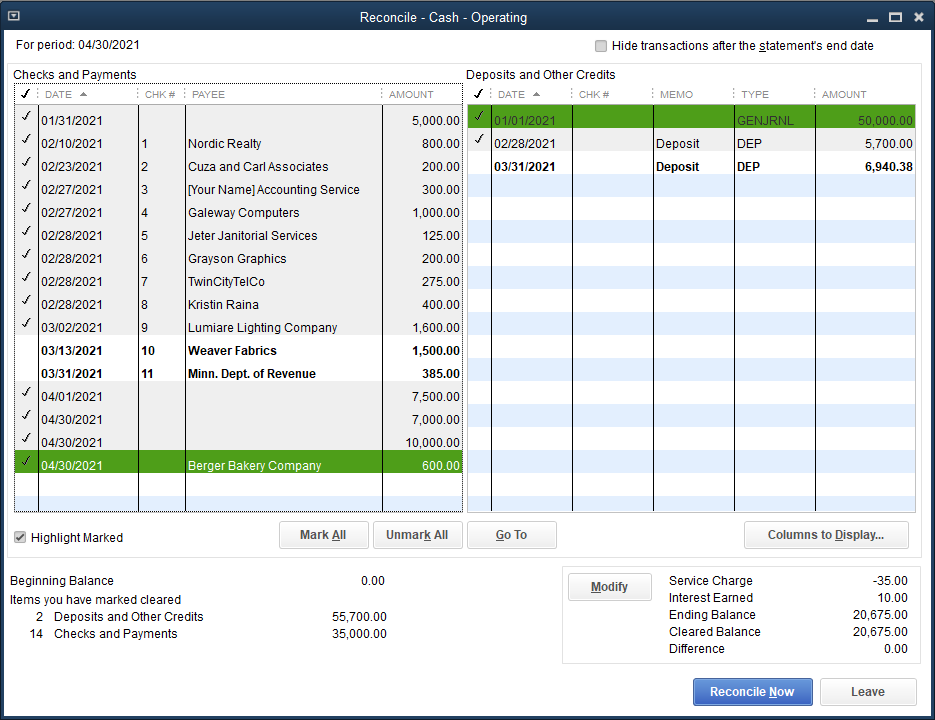 Reconcile - Cash - Operating
For period: 04/30/2021
Hide transactions after the statement's end date
Checks and Payments
✓ DATE CHK # PAYEE AMOUNT
✓ 01/31/2021 5,000.00
✓ 02/10/2021 1 Nordic Realty 800.00
✓ 02/23/2021 2 Cuza and Carl Associates 200.00
✓ 02/27/2021 3 [Your Name] Accounting Service 300.00
✓ 02/27/2021 4 Galeway Computers 1,000.00
✓ 02/28/2021 5 Jeter Janitorial Services 125.00
✓ 02/28/2021 6 Grayson Graphics 200.00
✓ 02/28/2021 7 TwinCityTelCo 275.00
✓ 02/28/2021 8 Kristin Raina 400.00
✓ 03/02/2021 9 Lumiare Lighting Company 1,600.00
03/13/2021 10 Weaver Fabrics 1,500.00
03/31/2021 11 Minn. Dept. of Revenue 385.00
✓ 04/01/2021 7,500.00
✓ 04/30/2021 7,000.00
✓ 04/30/2021 10,000.00
✓ 04/30/2021 Berger Bakery Company 600.00
Deposits and Other Credits
✓ DATE CHK # MEMO TYPE AMOUNT
✓ 01/01/2021 GENJRNL 50,000.00
✓ 02/28/2021 Deposit DEP 5,700.00
03/31/2021 Deposit DEP 6,940.38
Highlight Marked
Mark All
Unmark All
Go To
Columns to Display...
Beginning Balance 0.00
Items you have marked cleared
2 Deposits and Other Credits 55,700.00
14 Checks and Payments 35,000.00
Modify
Service Charge -35.00
Interest Earned 10.00
Ending Balance 20,675.00
Cleared Balance 20,675.00
Difference 0.00
Reconcile Now
Leave